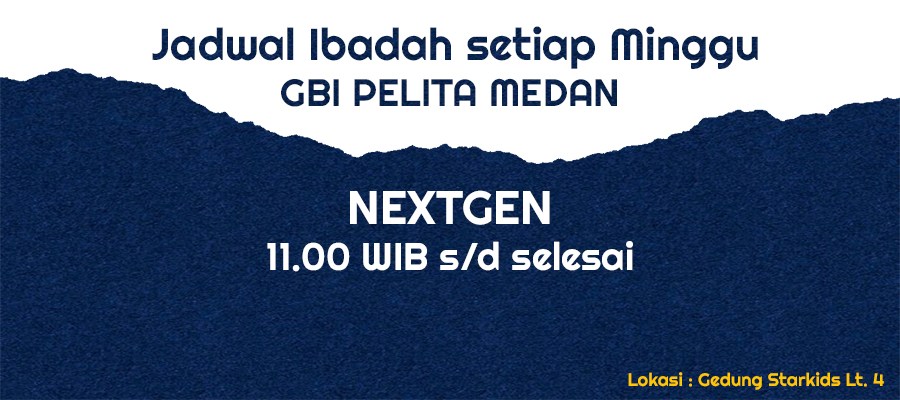 Jadwal Ibadah setiap Minggu
GBI PELITA MEDAN
NEXTGEN
11.00 WIB s/d selesai
Lokasi : Gedung Starkids Lt. 4